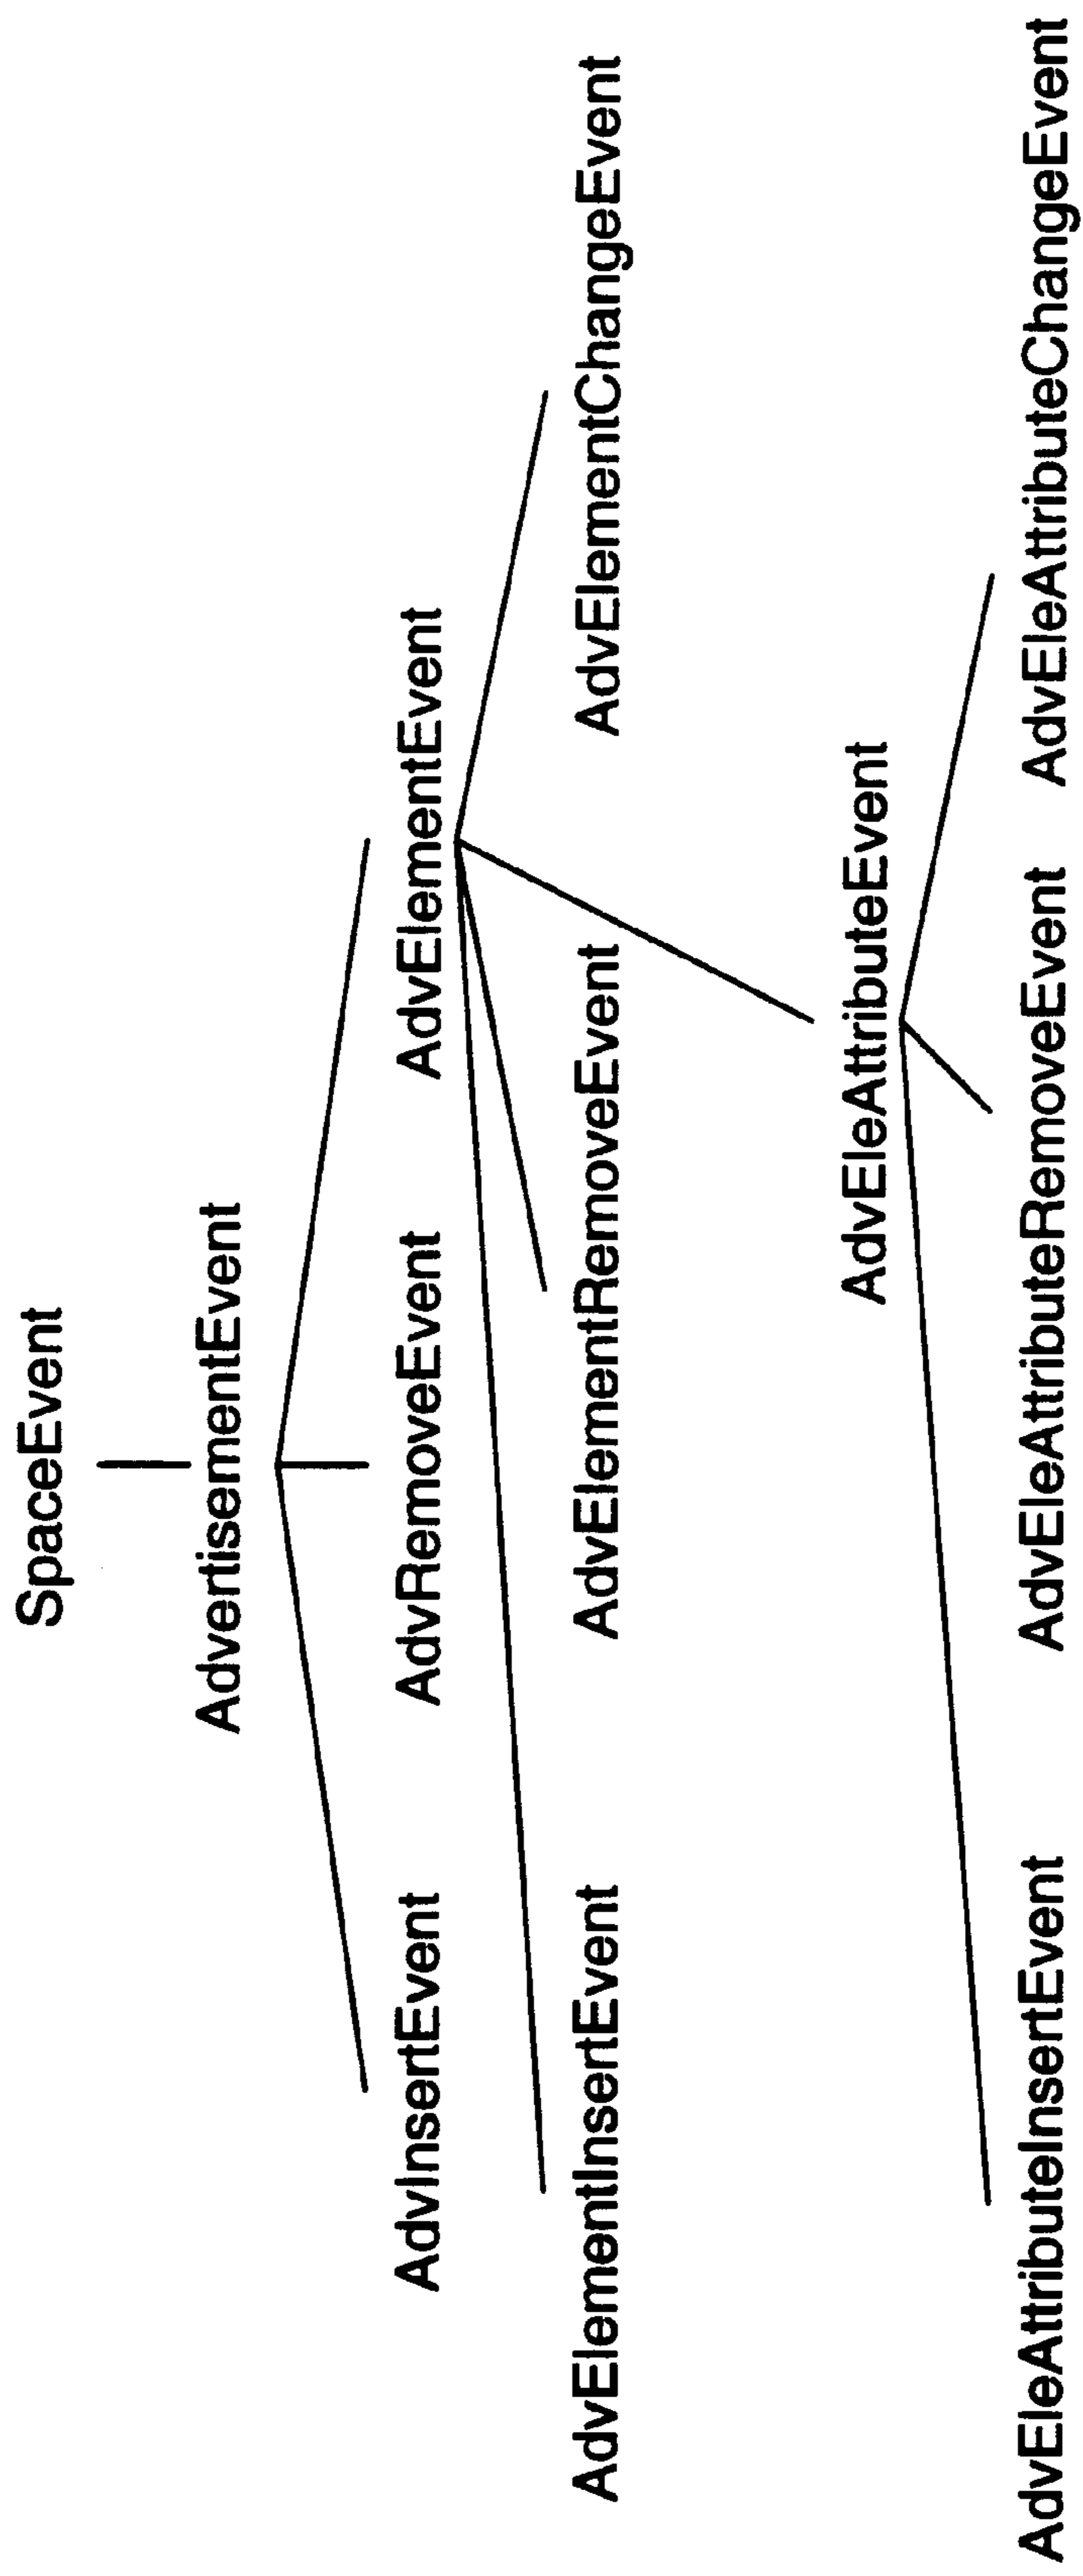 SpaceEvent
AdvertisementEvent
AdvInsertEvent
AdvRemoveEvent
AdvElementEvent
AdvElementInsertEvent
AdvElementRemoveEvent
AdvElementChangeEvent
AdvEleAttributeEvent
AdvEleAttributeInsertEvent
AdvEleAttributeRemoveEvent
AdvEleAttributeChangeEvent